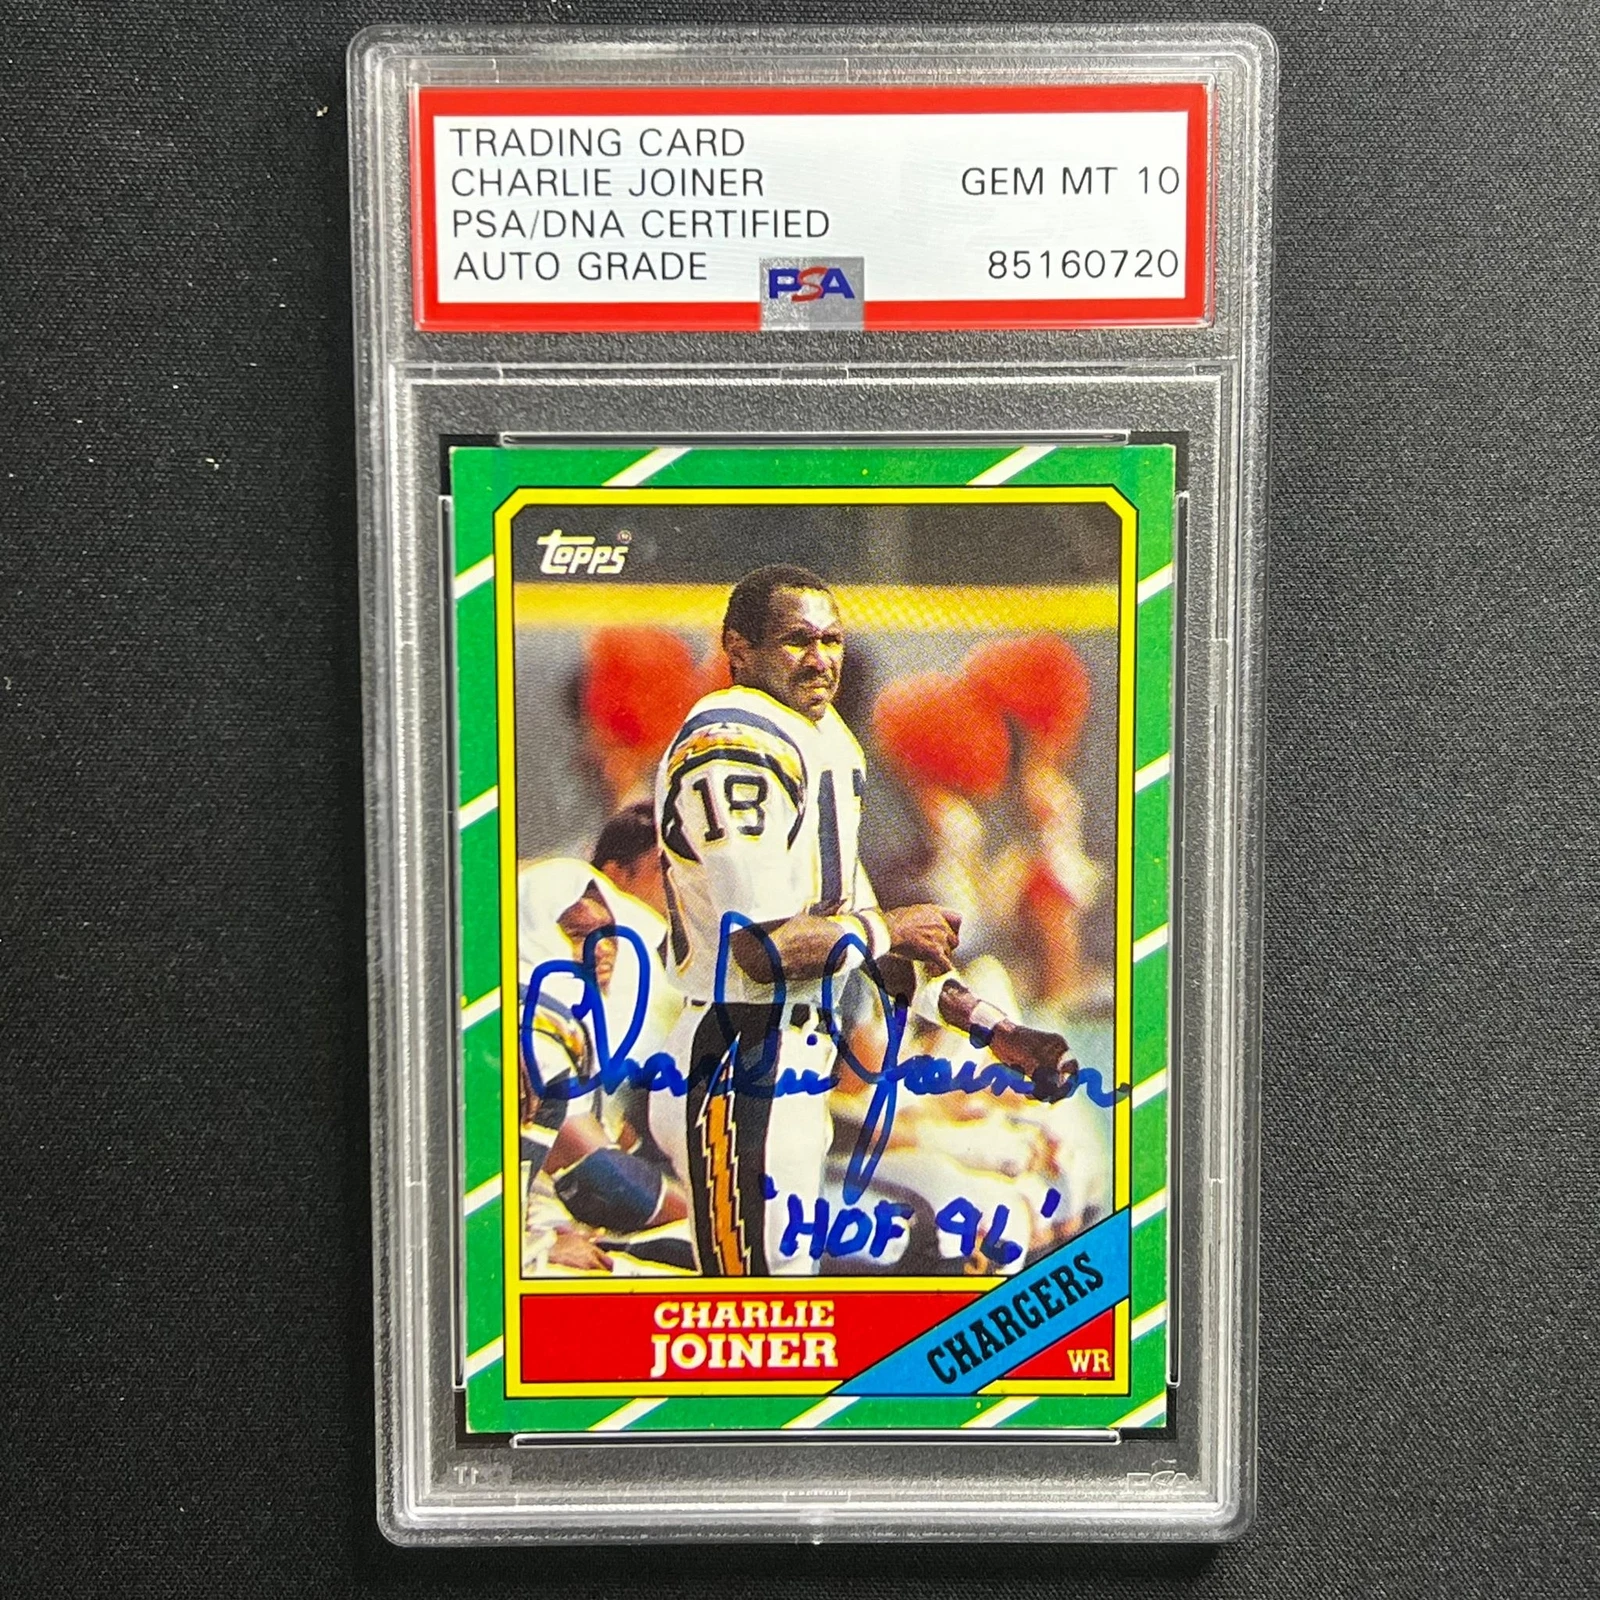 TRADING CARD
CHARLIE JOINER GEM MT 10
PSA/DNA CERTIFIED
AUTO GRADE 85160720
PSA
Topps
18
Charlie Joiner
'HOF 96'
CHARLIE
JOINER
CHARGERS
WR
PSA